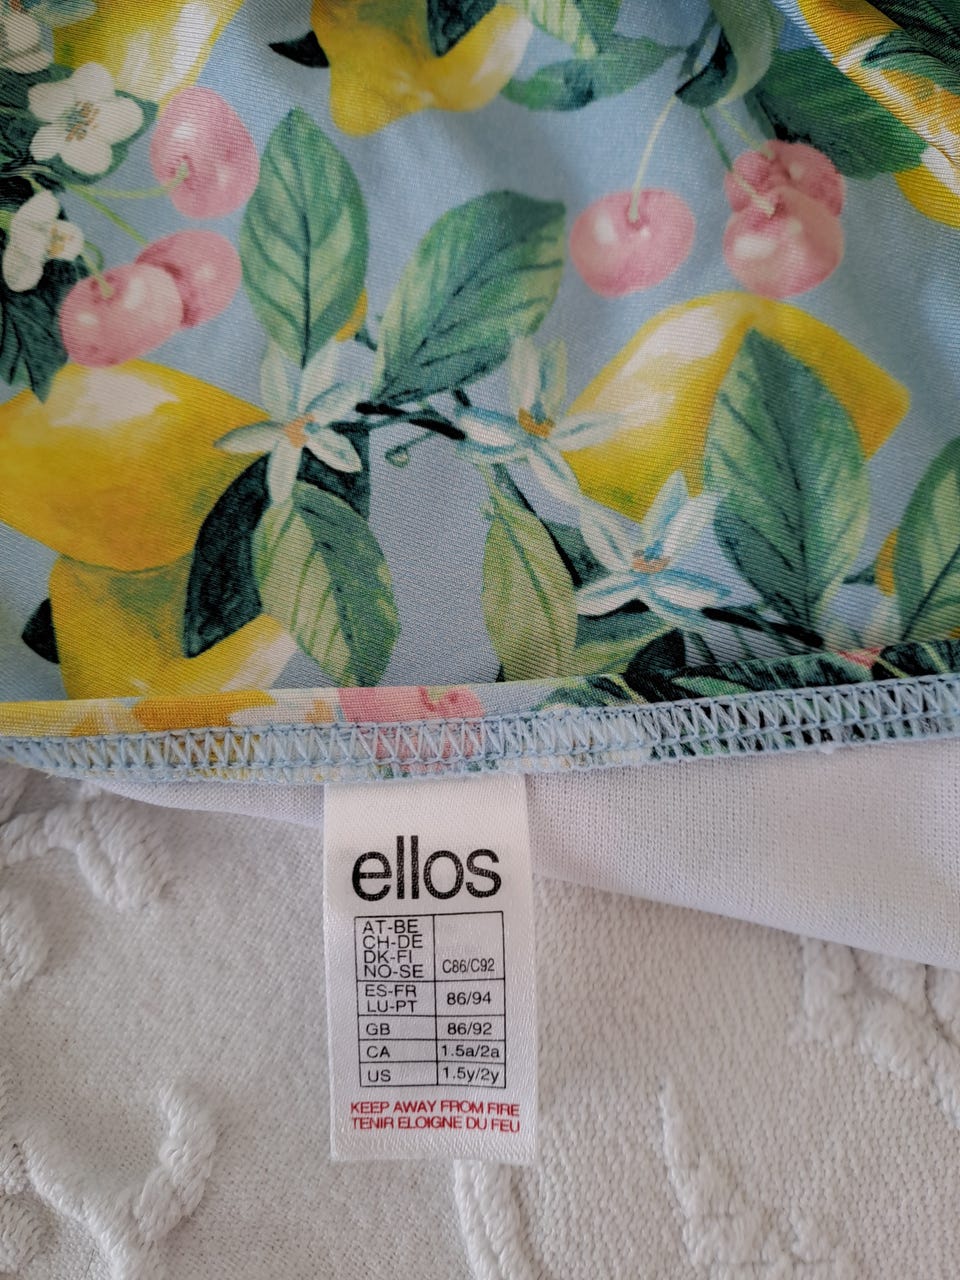 ellos
AT-BE
CH-DE
DK-FI
NO-SE C86/C92
ES-FR
LU-PT 86/94
GB 86/92
CA 1.5a/2a
US 1.5y/2y
KEEP AWAY FROM FIRE
TENIR ELOIGNE DU FEU